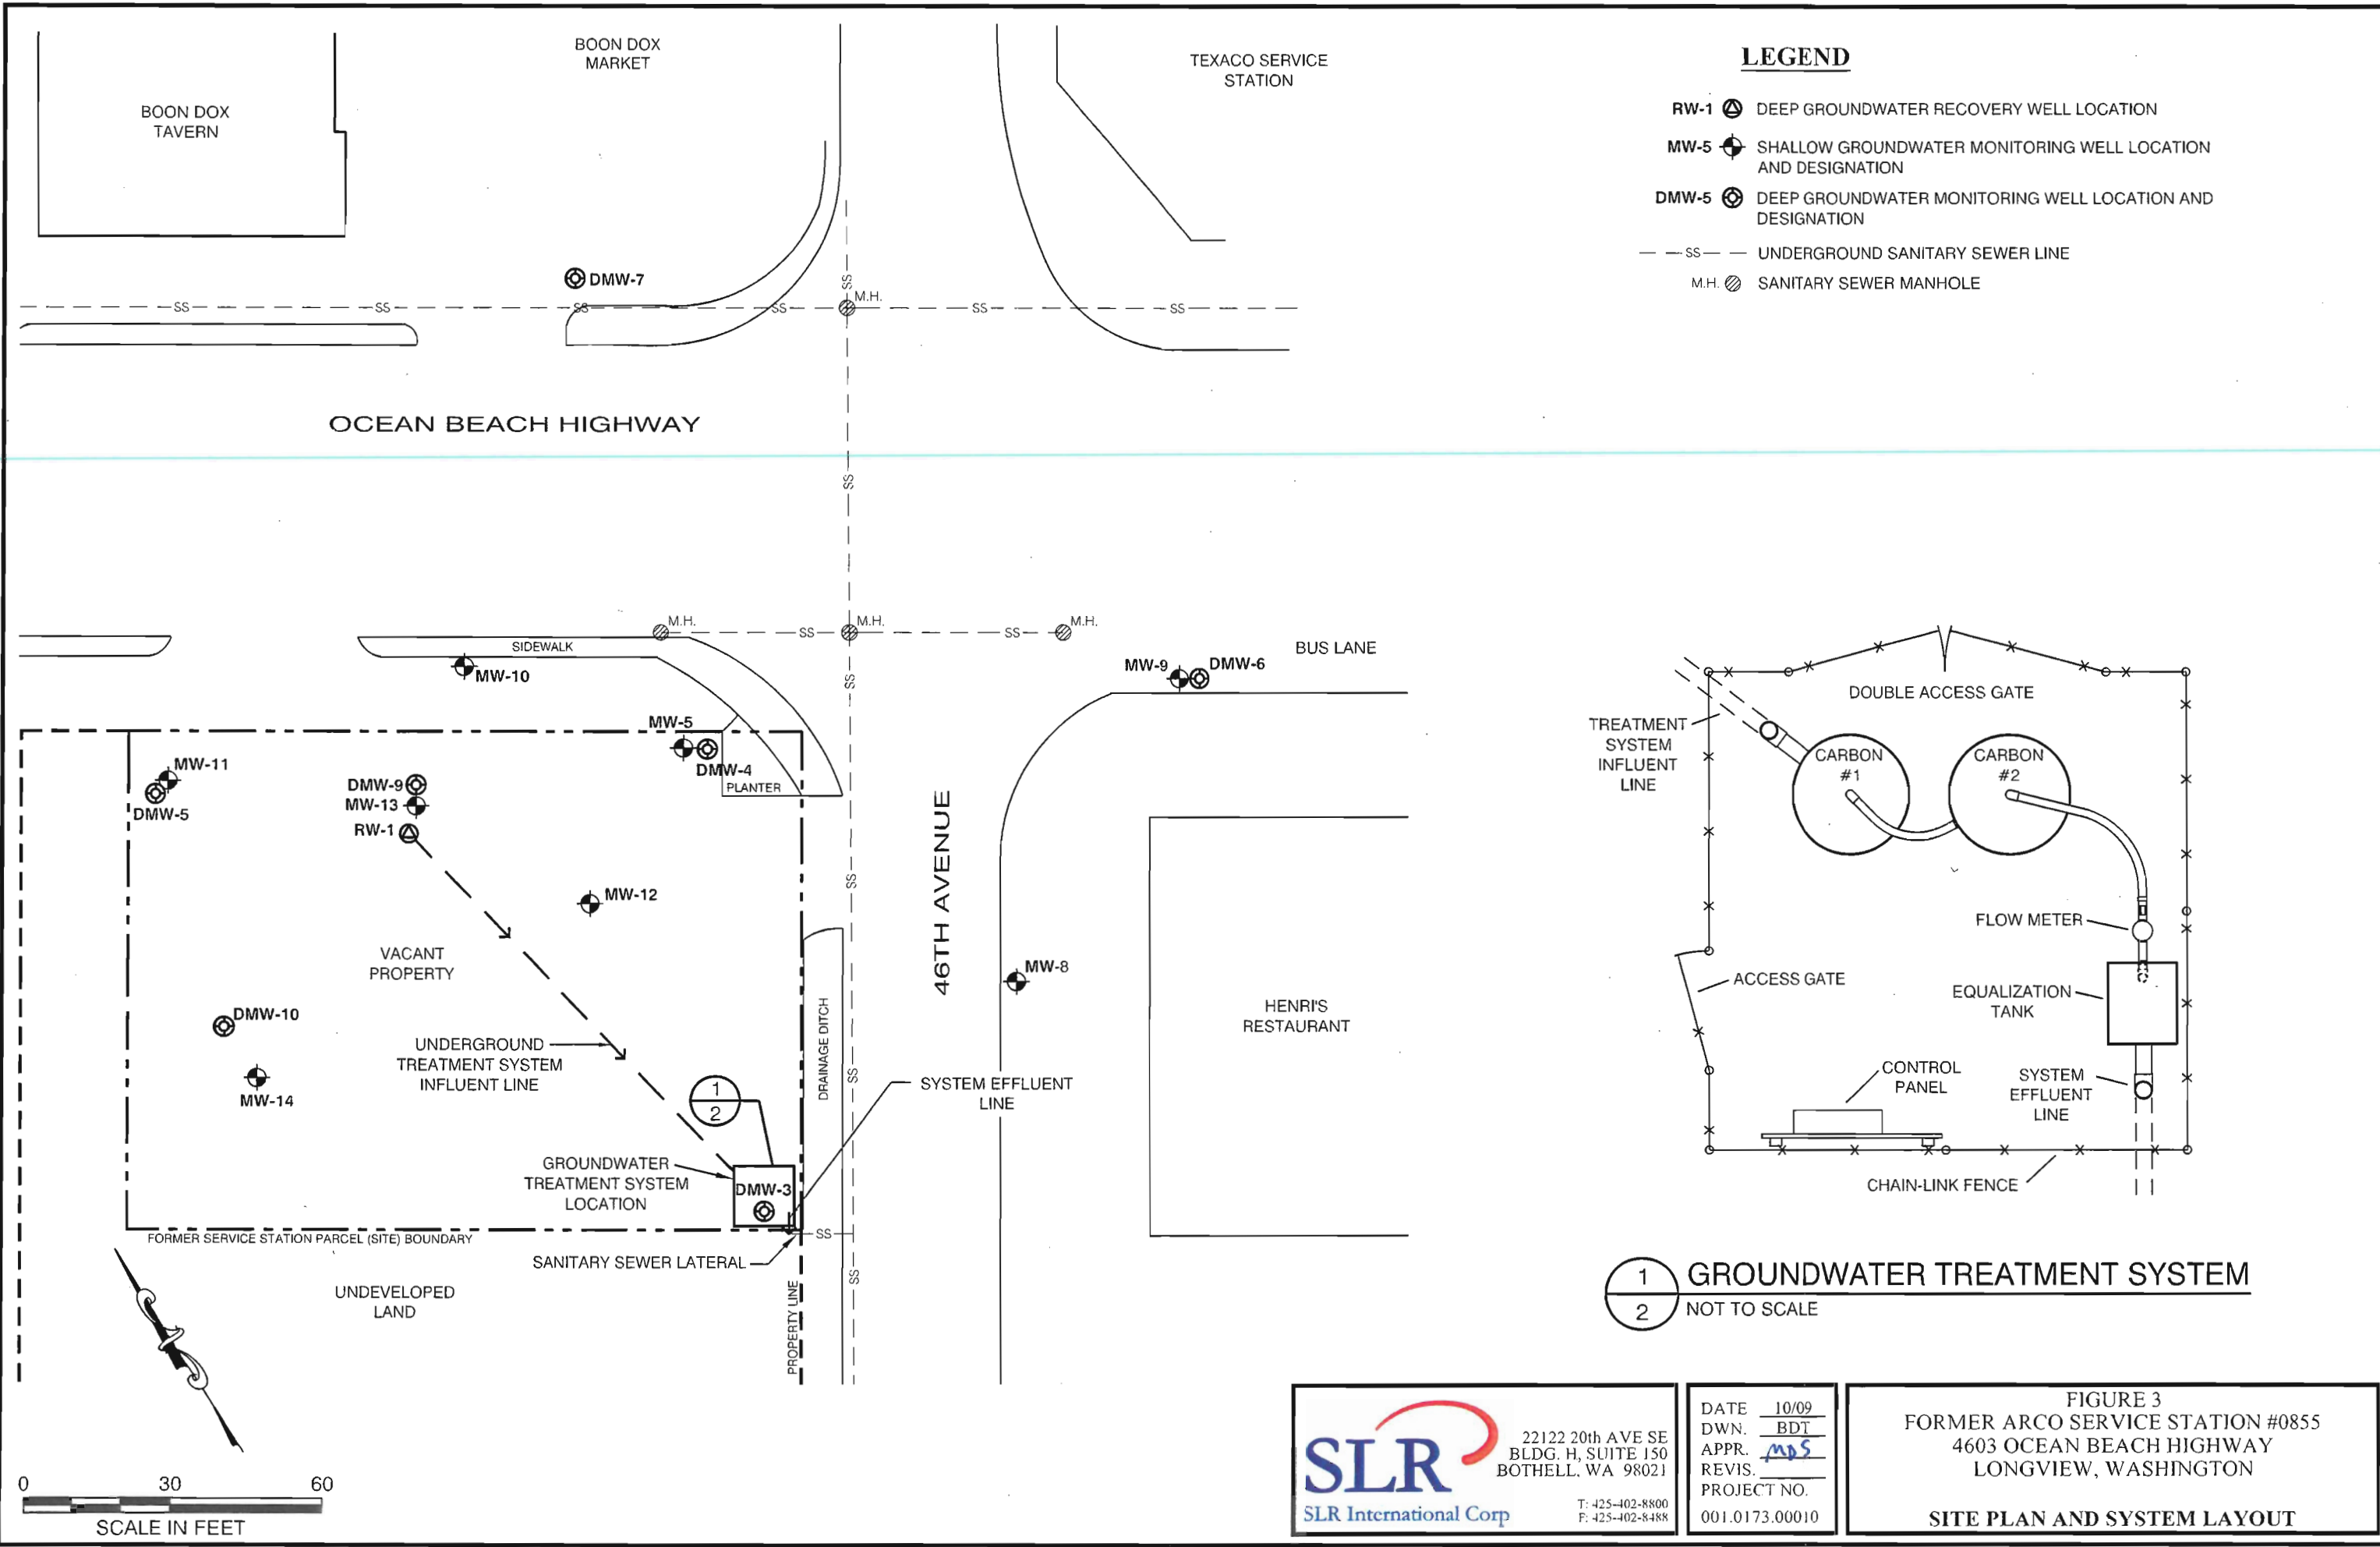 BOON DOX
TAVERN
BOON DOX
MARKET
TEXACO SERVICE
STATION
LEGEND
RW-1 DEEP GROUNDWATER RECOVERY WELL LOCATION
MW-5 SHALLOW GROUNDWATER MONITORING WELL LOCATION
AND DESIGNATION
DMW-5 DEEP GROUNDWATER MONITORING WELL LOCATION AND
DESIGNATION
SS UNDERGROUND SANITARY SEWER LINE
M.H. SANITARY SEWER MANHOLE
DMW-7
SS
M.H.
SS SS SS SS SS SS
OCEAN BEACH HIGHWAY
SS
M.H. M.H. M.H.
SS SS
SIDEWALK
BUS LANE
MW-10
MW-9 DMW-6
SS
MW-5
DMW-4
PLANTER
MW-11
DMW-5
DMW-9
MW-13
RW-1
46TH AVENUE
SS
MW-12
VACANT
PROPERTY
MW-8
DMW-10
MW-14
HENRI'S
RESTAURANT
DRAINAGE DITCH
UNDERGROUND
TREATMENT SYSTEM
INFLUENT LINE
SS
SYSTEM EFFLUENT
LINE
1
2
GROUNDWATER
TREATMENT SYSTEM
LOCATION
DMW-3
FORMER SERVICE STATION PARCEL (SITE) BOUNDARY
SS
SANITARY SEWER LATERAL
SS
PROPERTY LINE
UNDEVELOPED
LAND
0 30 60
SCALE IN FEET
DOUBLE ACCESS GATE
TREATMENT
SYSTEM
INFLUENT
LINE
CARBON
#1
CARBON
#2
FLOW METER
ACCESS GATE
EQUALIZATION
TANK
CONTROL
PANEL
SYSTEM
EFFLUENT
LINE
CHAIN-LINK FENCE
1
2
GROUNDWATER TREATMENT SYSTEM
NOT TO SCALE
SLR
SLR International Corp
22122 20th AVE SE
BLDG. H, SUITE 150
BOTHELL, WA 98021
T: 425-402-8800
F: 425-402-8488
DATE 10/09
DWN. BDT
APPR. MDS
REVIS.
PROJECT NO.
001.0173.00010
FIGURE 3
FORMER ARCO SERVICE STATION #0855
4603 OCEAN BEACH HIGHWAY
LONGVIEW, WASHINGTON
SITE PLAN AND SYSTEM LAYOUT